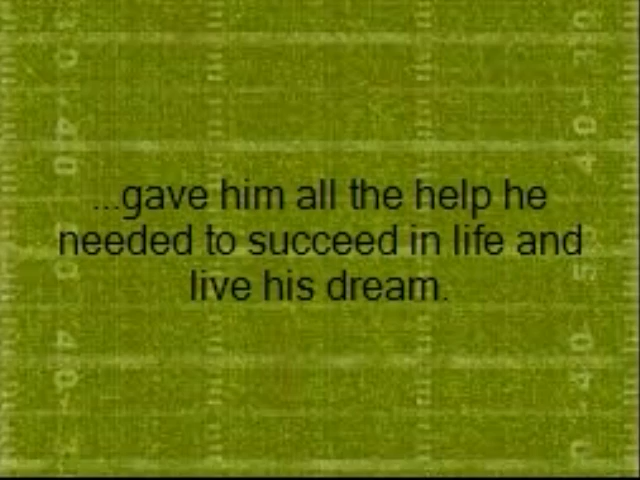 ...gave him all the help he
needed to succeed in life and
live his dream.